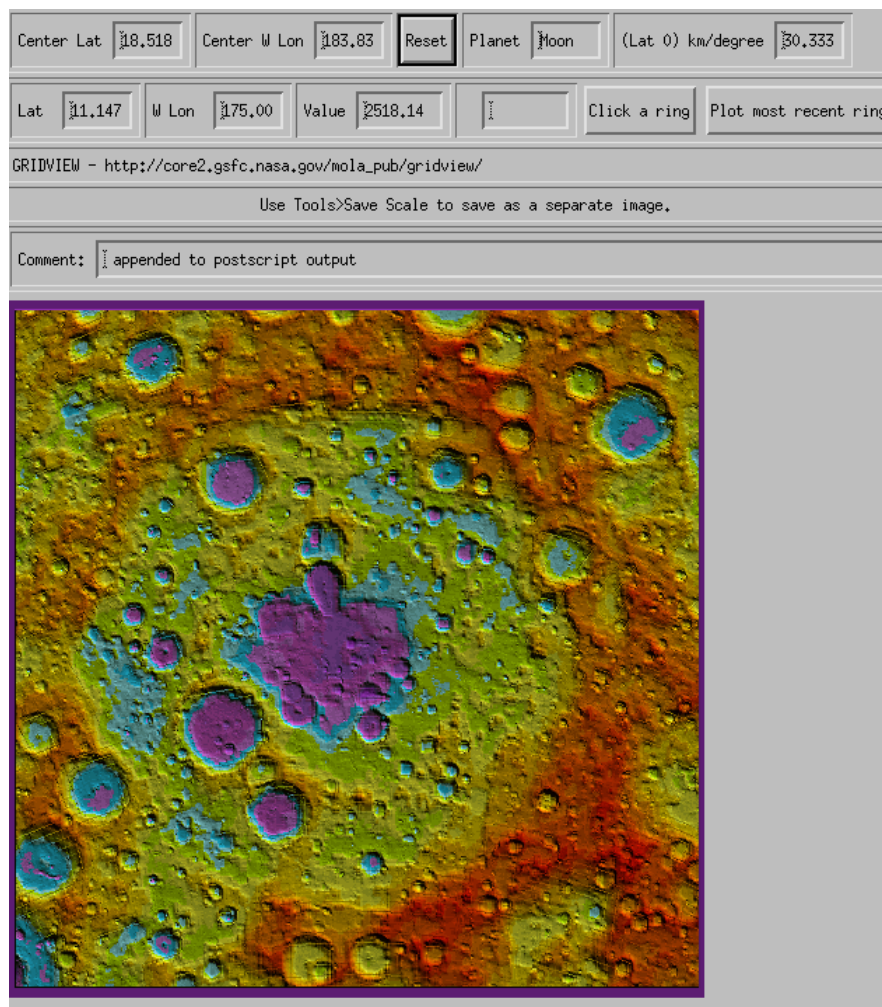 Center Lat 18.518 Center W Lon 183.83 Reset Planet Moon (Lat 0) km/degree 30.333
Lat 11.147 W Lon 175.00 Value 2518.14 Click a ring Plot most recent ring
GRIDVIEW - http://core2.gsfc.nasa.gov/mola_pub/gridview/
Use Tools>Save Scale to save as a separate image.
Comment: appended to postscript output